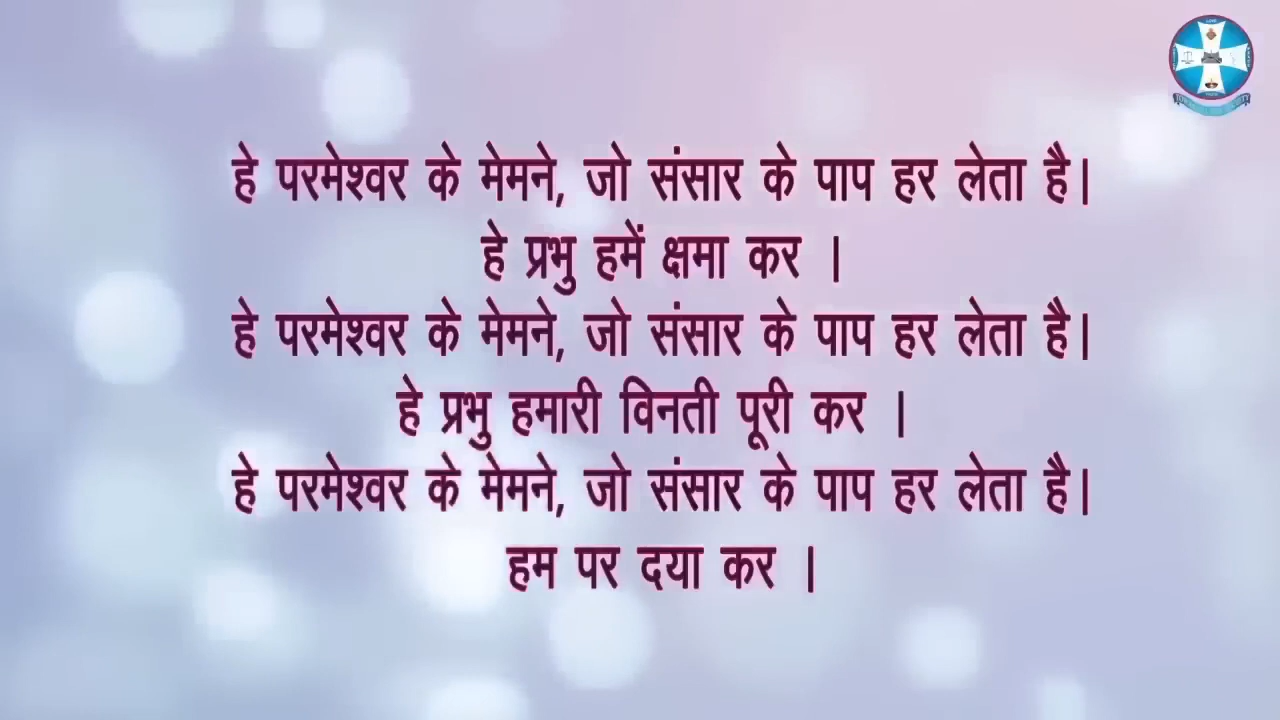 हे परमेश्वर के मेमने, जो संसार के पाप हर लेता है।
हे प्रभु हमें क्षमा कर ।
हे परमेश्वर के मेमने, जो संसार के पाप हर लेता है।
हे प्रभु हमारी विनती पूरी कर ।
हे परमेश्वर के मेमने, जो संसार के पाप हर लेता है।
हम पर दया कर ।